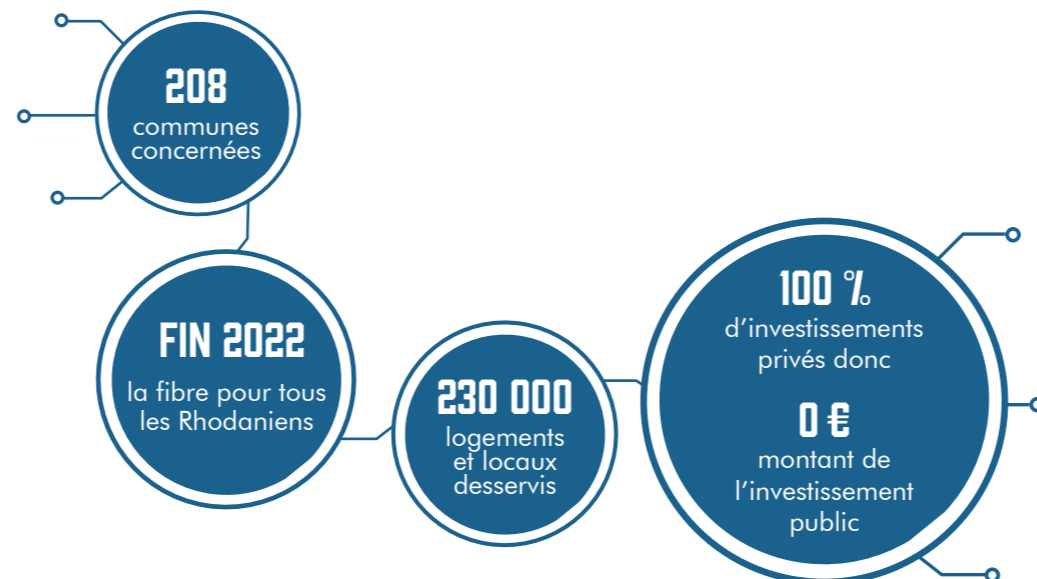 208
communes
concernées
FIN 2022
la fibre pour tous
les Rhodaniens
230 000
logements
et locaux
desservis
100 %
d’investissements
privés donc
0 €
montant de
l’investissement
public